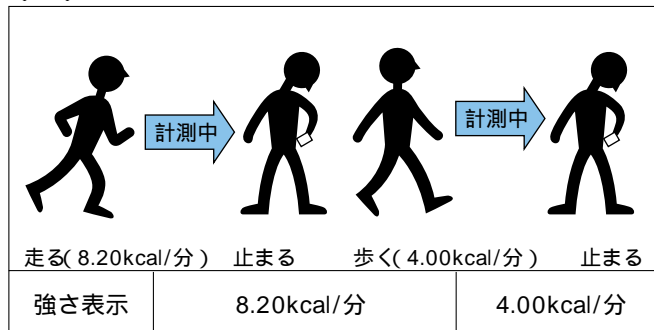 計測中
計測中
走る(8.20kcal/分) 止まる 歩く(4.00kcal/分) 止まる
強さ表示 8.20kcal/分 4.00kcal/分